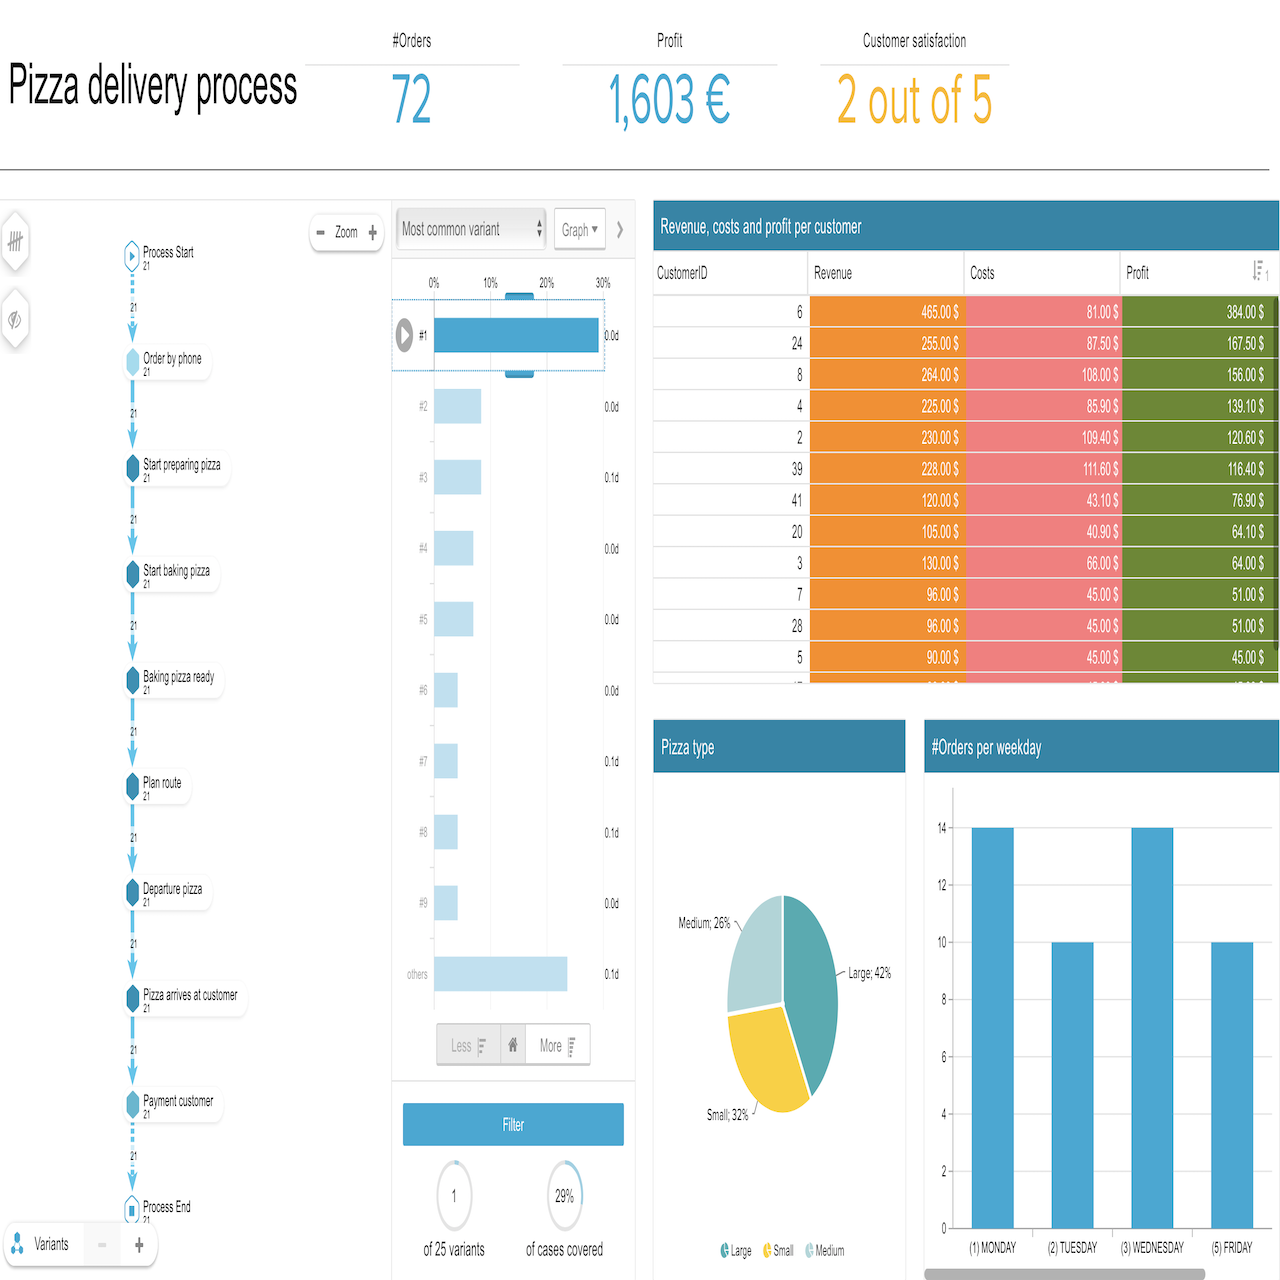 Pizza delivery process
#Orders
72
Profit
1,603 €
Customer satisfaction
2 out of 5
Zoom
Process Start
21
21
Order by phone
21
21
Start preparing pizza
21
21
Start baking pizza
21
21
Baking pizza ready
21
21
Plan route
21
21
Departure pizza
21
21
Pizza arrives at customer
21
21
Payment customer
21
21
Process End
21
Variants
Most common variant
Graph
0% 10% 20% 30%
#1 0.0d
#2 0.0d
#3 0.1d
#4 0.0d
#5 0.0d
#6 0.0d
#7 0.1d
#8 0.1d
#9 0.0d
others 0.1d
Less More
Filter
1
of 25 variants
29%
of cases covered
Revenue, costs and profit per customer
CustomerID Revenue Costs Profit 1
6 465.00 $ 81.00 $ 384.00 $
24 255.00 $ 87.50 $ 167.50 $
8 264.00 $ 108.00 $ 156.00 $
4 225.00 $ 85.90 $ 139.10 $
2 230.00 $ 109.40 $ 120.60 $
39 228.00 $ 111.60 $ 116.40 $
41 120.00 $ 43.10 $ 76.90 $
20 105.00 $ 40.90 $ 64.10 $
3 130.00 $ 66.00 $ 64.00 $
7 96.00 $ 45.00 $ 51.00 $
28 96.00 $ 45.00 $ 51.00 $
5 90.00 $ 45.00 $ 45.00 $
Pizza type
Medium; 26%
Large; 42%
Small; 32%
Large Small Medium
#Orders per weekday
14
12
10
8
6
4
2
0
(1) MONDAY (2) TUESDAY (3) WEDNESDAY (5) FRIDAY